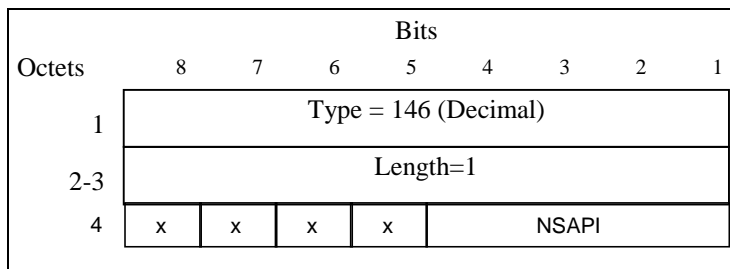 Bits
Octets 8 7 6 5 4 3 2 1
1 Type = 146 (Decimal)
2-3 Length=1
4 x x x x NSAPI